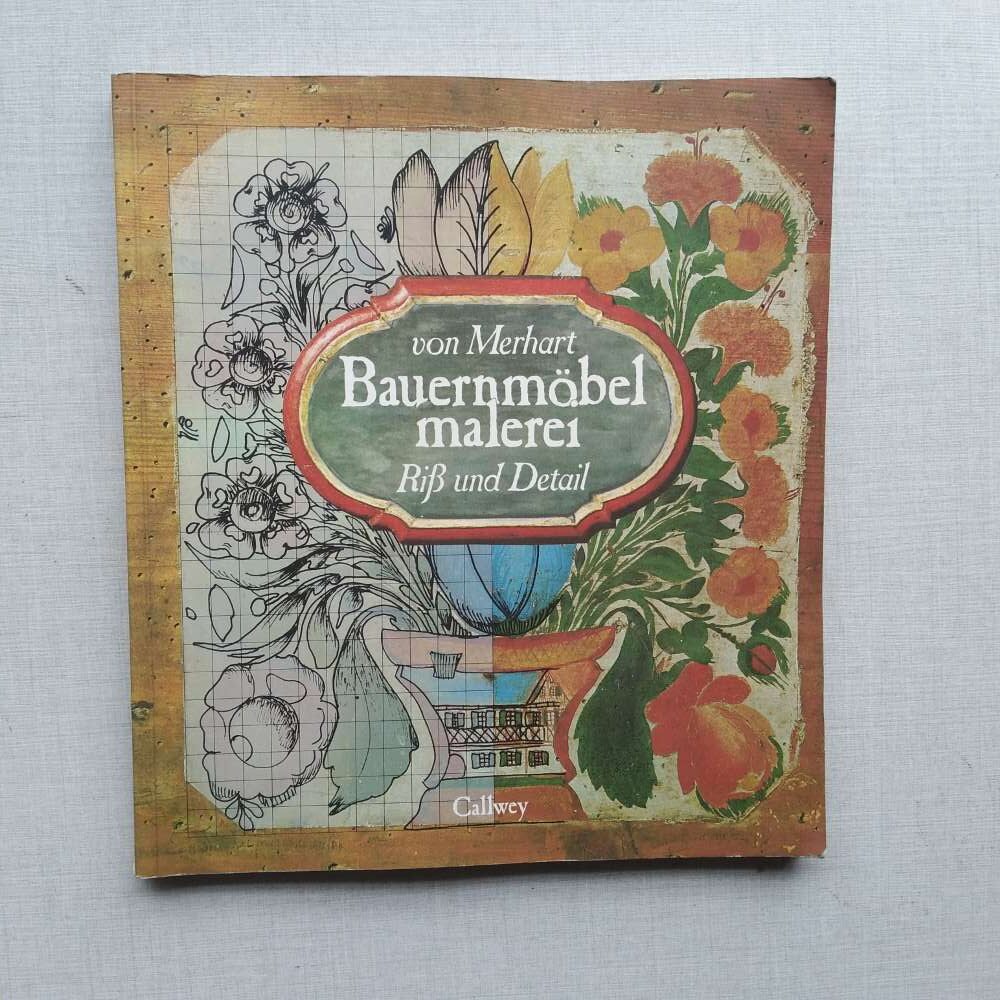 von Merhart
Bauernmöbel
malerei
Riß und Detail
Callwey